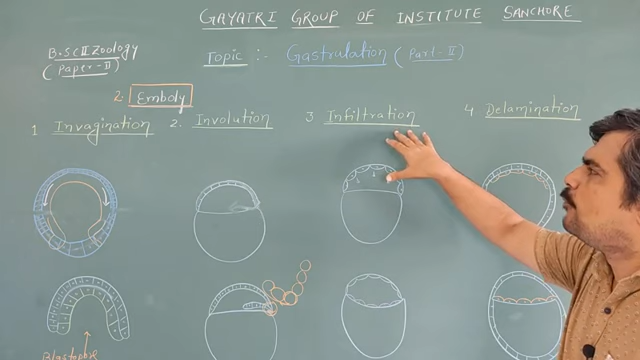 GAYATRI GROUP OF INSTITUTE SANCHORE
B.Sc II Zoology
(Paper-II)
Topic :- Gastrulation (Part-II)
2. Emboly
1 Invagination 2. Involution 3 Infiltration 4 Delamination
Blastopore